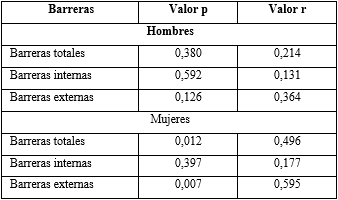 Barreras Valor p Valor r
Hombres
Barreras totales 0,380 0,214
Barreras internas 0,592 0,131
Barreras externas 0,126 0,364
Mujeres
Barreras totales 0,012 0,496
Barreras internas 0,397 0,177
Barreras externas 0,007 0,595